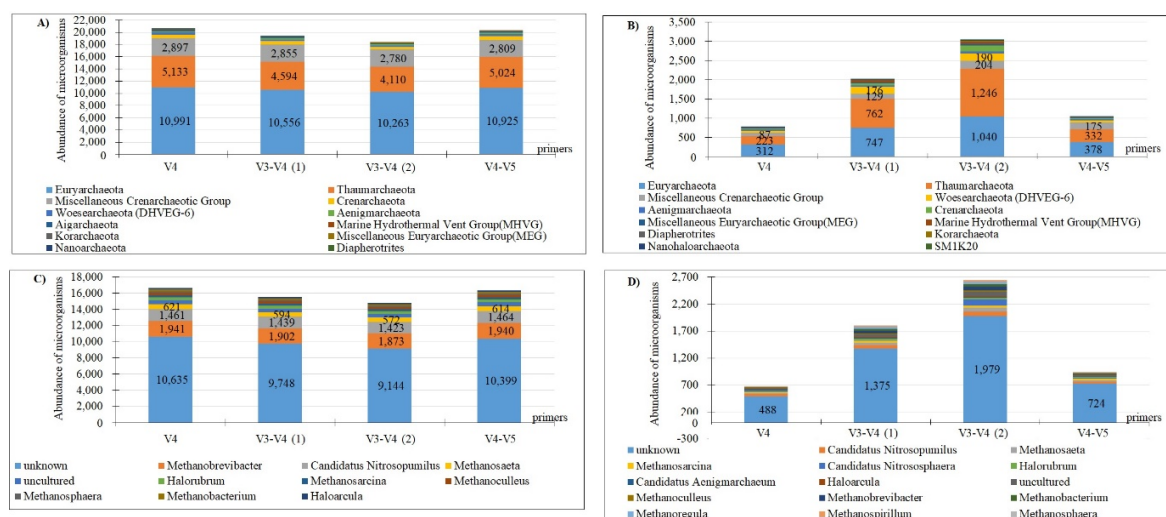 A)
Abundance of microorganisms
22,000
20,000
18,000
16,000
14,000
12,000
10,000
8,000
6,000
4,000
2,000
0
2,897 2,855 2,780 2,809
5,133 4,594 4,110 5,024
10,991 10,556 10,263 10,925
primers
V4 V3-V4 (1) V3-V4 (2) V4-V5
Euryarchaeota Thaumarchaeota
Miscellaneous Crenarchaeotic Group Crenarchaeota
Woesearchaeota (DHVEG-6) Aenigmarchaeota
Aigarchaeota Marine Hydrothermal Vent Group(MHVG)
Korarchaeota Miscellaneous Euryarchaeotic Group(MEG)
Nanoarchaeota Diapherotrites
B)
Abundance of microorganisms
3,500
3,000
2,500
2,000
1,500
1,000
500
0
87 176 190 175
223 129 204 332
312 762 1,246 378
747 1,040
primers
V4 V3-V4 (1) V3-V4 (2) V4-V5
Euryarchaeota Thaumarchaeota
Miscellaneous Crenarchaeotic Group Woesearchaeota (DHVEG-6)
Aenigmarchaeota Crenarchaeota
Miscellaneous Euryarchaeotic Group(MEG) Marine Hydrothermal Vent Group(MHVG)
Diapherotrites Korarchaeota
Nanohaloarchaeota SM1K20
C)
Abundance of microorganisms
18,000
16,000
14,000
12,000
10,000
8,000
6,000
4,000
2,000
0
621 594 572 614
1,461 1,439 1,423 1,464
1,941 1,902 1,873 1,940
10,635 9,748 9,144 10,399
primers
V4 V3-V4 (1) V3-V4 (2) V4-V5
unknown Methanobrevibacter Candidatus Nitrosopumilus Methanosaeta
uncultured Halorubrum Methanosarcina Methanoculleus
Methanosphaera Methanobacterium Haloarcula
D)
Abundance of microorganisms
2,700
2,200
1,700
1,200
700
200
-300
488 1,375 1,979 724
primers
V4 V3-V4 (1) V3-V4 (2) V4-V5
unknown Candidatus Nitrosopumilus Methanosaeta
Methanosarcina Candidatus Nitrososphaera Halorubrum
Candidatus Aenigmarchaeum Haloarcula uncultured
Methanoculleus Methanobrevibacter Methanobacterium
Methanoregula Methanospirillum Methanosphaera